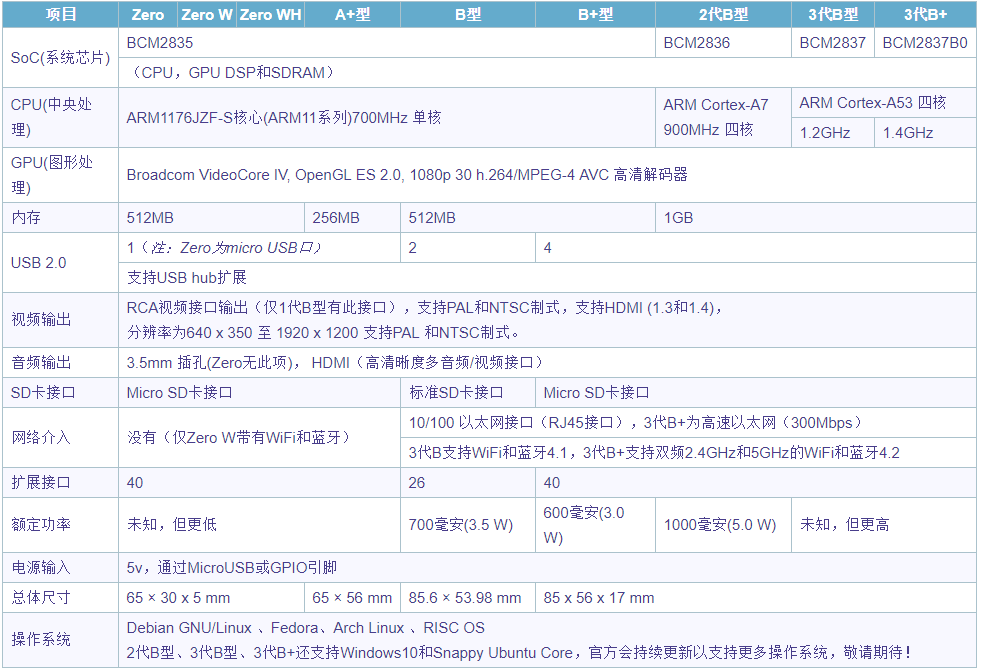 项目 Zero Zero W Zero WH A+型 B型 B+型 2代B型 3代B型 3代B+
SoC(系统芯片) BCM2835 BCM2836 BCM2837 BCM2837B0
（CPU，GPU DSP和SDRAM）
CPU(中央处
理)
ARM1176JZF-S核心(ARM11系列)700MHz 单核
ARM Cortex-A7
900MHz 四核
ARM Cortex-A53 四核
1.2GHz 1.4GHz
GPU(图形处
理)
Broadcom VideoCore IV, OpenGL ES 2.0, 1080p 30 h.264/MPEG-4 AVC 高清解码器
内存 512MB 256MB 512MB 1GB
USB 2.0
1（注：Zero为micro USB口） 2 4
支持USB hub扩展
视频输出
RCA视频接口输出（仅1代B型有此接口），支持PAL和NTSC制式，支持HDMI (1.3和1.4)，
分辨率为640 x 350 至 1920 x 1200 支持PAL 和NTSC制式。
音频输出 3.5mm 插孔(Zero无此项)， HDMI（高清晰度多音频/视频接口）
SD卡接口 Micro SD卡接口 标准SD卡接口 Micro SD卡接口
网络介入 没有（仅Zero W带有WiFi和蓝牙）
10/100 以太网接口（RJ45接口），3代B+为高速以太网（300Mbps）
3代B支持WiFi和蓝牙4.1，3代B+支持双频2.4GHz和5GHz的WiFi和蓝牙4.2
扩展接口 40 26 40
额定功率 未知，但更低 700毫安(3.5 W)
600毫安(3.0
W)
1000毫安(5.0 W) 未知，但更高
电源输入 5v，通过MicroUSB或GPIO引脚
总体尺寸 65 × 30 x 5 mm 65 × 56 mm 85.6 × 53.98 mm 85 x 56 x 17 mm
操作系统
Debian GNU/Linux 、Fedora、Arch Linux 、RISC OS
2代B型、3代B型、3代B+还支持Windows10和Snappy Ubuntu Core，官方会持续更新以支持更多操作系统，敬请期待！